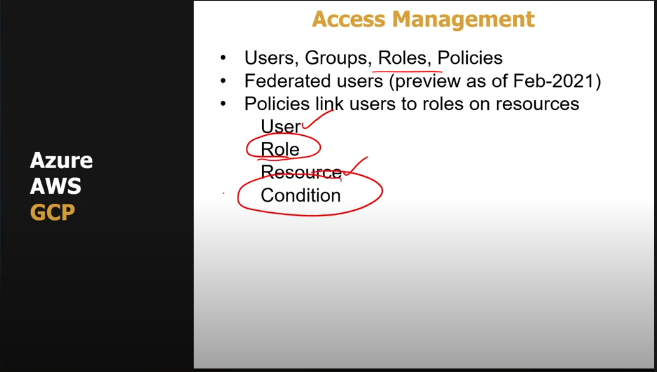 Access Management
• Users, Groups, Roles, Policies
• Federated users (preview as of Feb-2021)
• Policies link users to roles on resources
User
Role
Resource
Condition
Azure
AWS
GCP